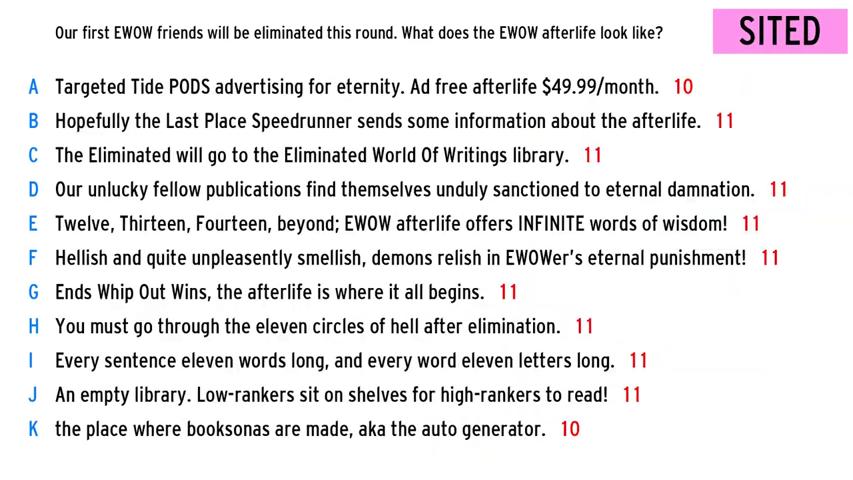 Our first EWOW friends will be eliminated this round. What does the EWOW afterlife look like?
SITED
A Targeted Tide PODS advertising for eternity. Ad free afterlife $49.99/month. 10
B Hopefully the Last Place Speedrunner sends some information about the afterlife. 11
C The Eliminated will go to the Eliminated World Of Writings library. 11
D Our unlucky fellow publications find themselves unduly sanctioned to eternal damnation. 11
E Twelve, Thirteen, Fourteen, beyond; EWOW afterlife offers INFINITE words of wisdom! 11
F Hellish and quite unpleasently smellish, demons relish in EWOWer's eternal punishment! 11
G Ends Whip Out Wins, the afterlife is where it all begins. 11
H You must go through the eleven circles of hell after elimination. 11
I Every sentence eleven words long, and every word eleven letters long. 11
J An empty library. Low-rankers sit on shelves for high-rankers to read! 11
K the place where booksonas are made, aka the auto generator. 10